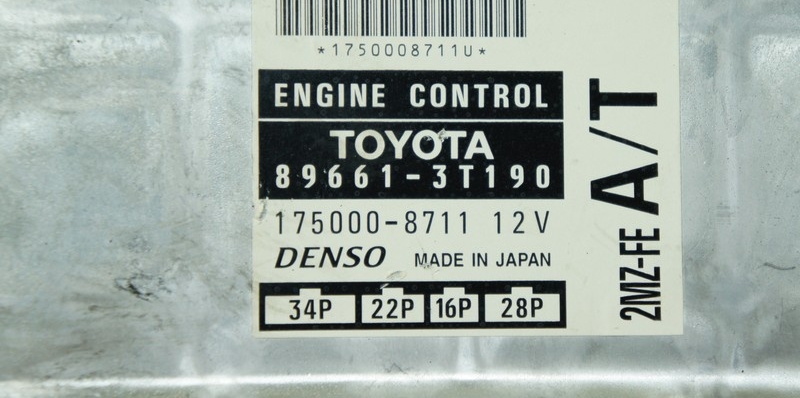 *1750008711U*
ENGINE CONTROL
TOYOTA
89661-3T190
175000-8711 12V
DENSO MADE IN JAPAN
34P 22P 16P 28P
2MZ-FE A/T